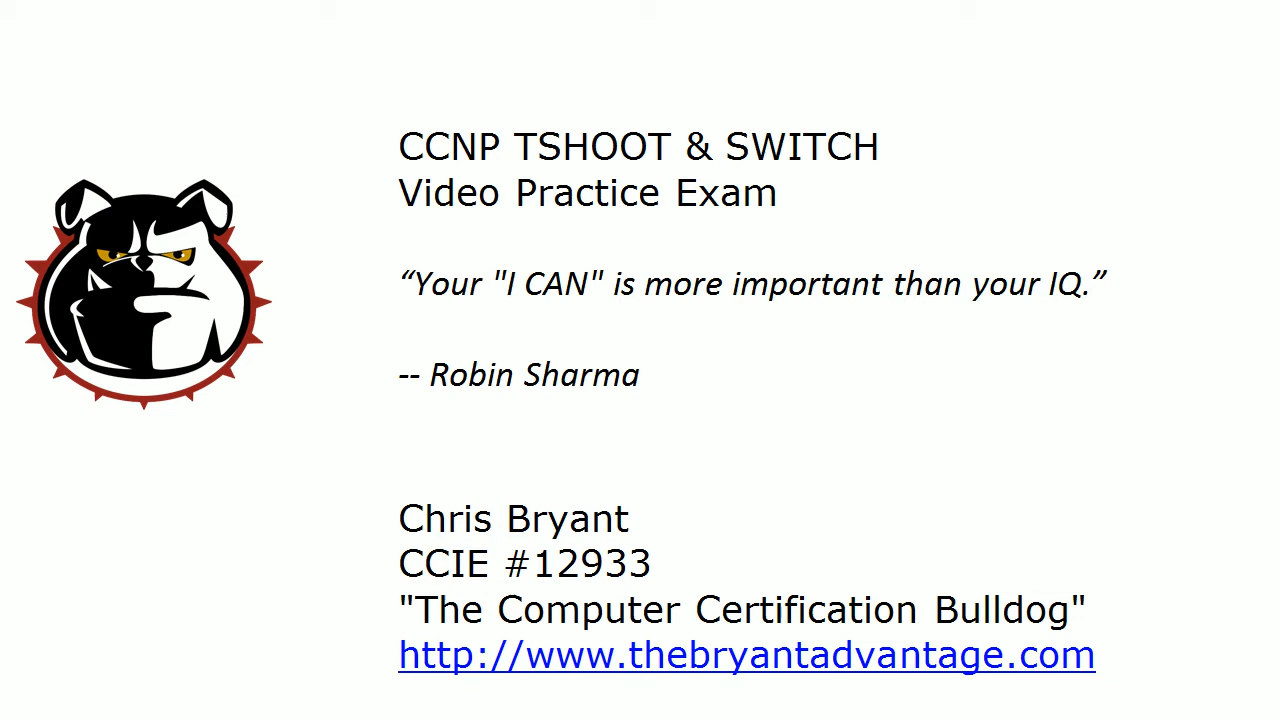 CCNP TSHOOT & SWITCH
Video Practice Exam
“Your "I CAN" is more important than your IQ.”
-- Robin Sharma
Chris Bryant
CCIE #12933
"The Computer Certification Bulldog"
http://www.thebryantadvantage.com